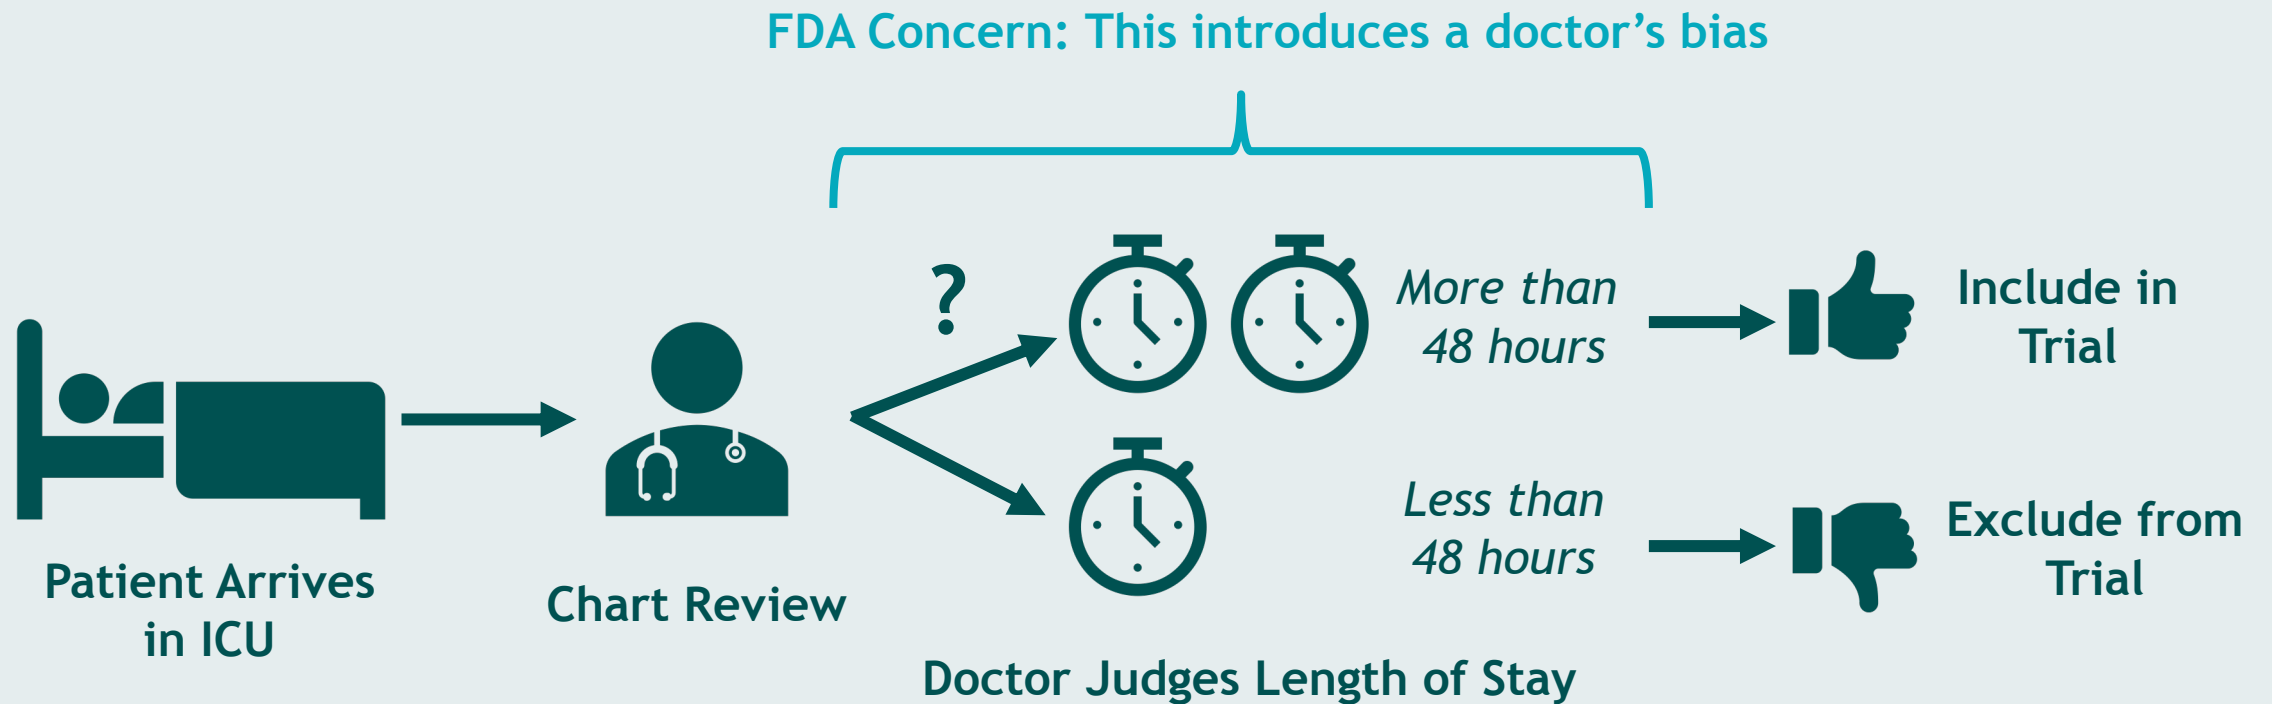 FDA Concern: This introduces a doctor's bias
?
More than
48 hours
Include in
Trial
Less than
48 hours
Exclude from
Trial
Patient Arrives
in ICU
Chart Review
Doctor Judges Length of Stay